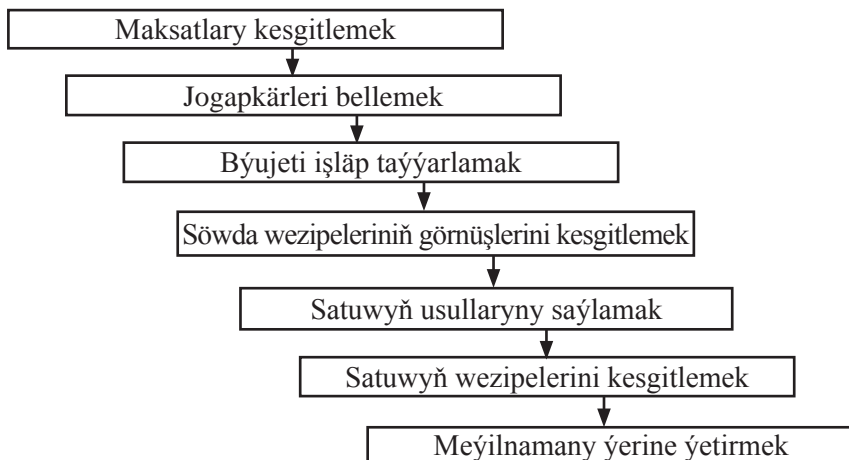 Maksatlary kesgitlemek
Jogapkärleri bellemek
Býujeti işläp taýýarlamak
Söwda wezipeleriniň görnüşlerini kesgitlemek
Satuwyň usullaryny saýlamak
Satuwyň wezipelerini kesgitlemek
Meýilnamany ýerine ýetirmek